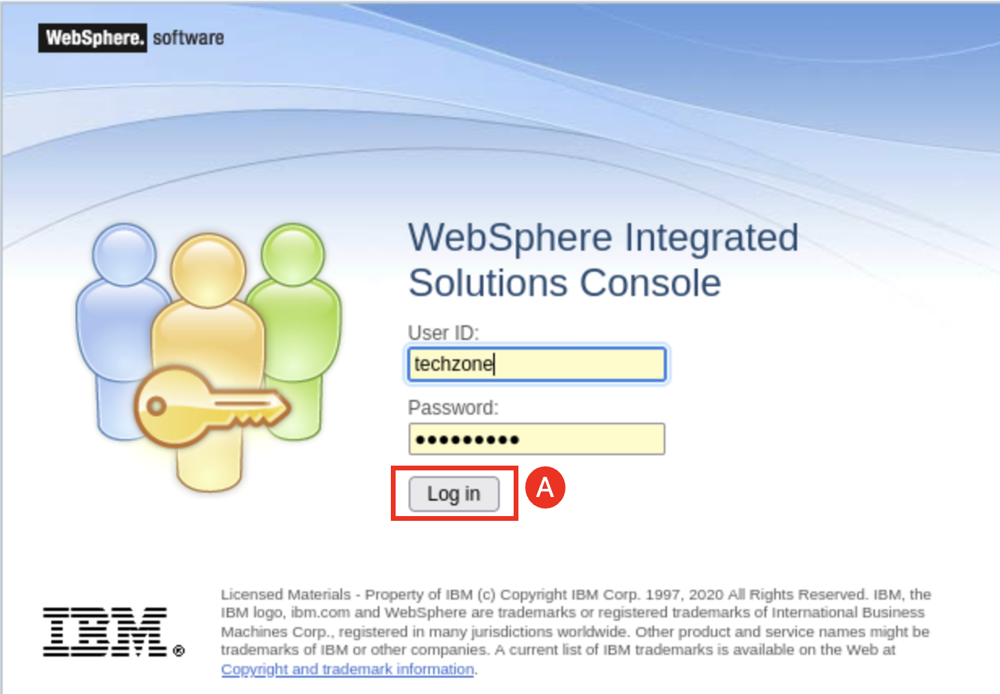 WebSphere. software
WebSphere Integrated
Solutions Console
User ID:
techzone
Password:
•••••••••
Log in
A
Licensed Materials - Property of IBM (c) Copyright IBM Corp. 1997, 2020 All Rights Reserved. IBM, the
IBM logo, ibm.com and WebSphere are trademarks or registered trademarks of International Business
Machines Corp., registered in many jurisdictions worldwide. Other product and service names might be
trademarks of IBM or other companies. A current list of IBM trademarks is available on the Web at
Copyright and trademark information.
IBM®